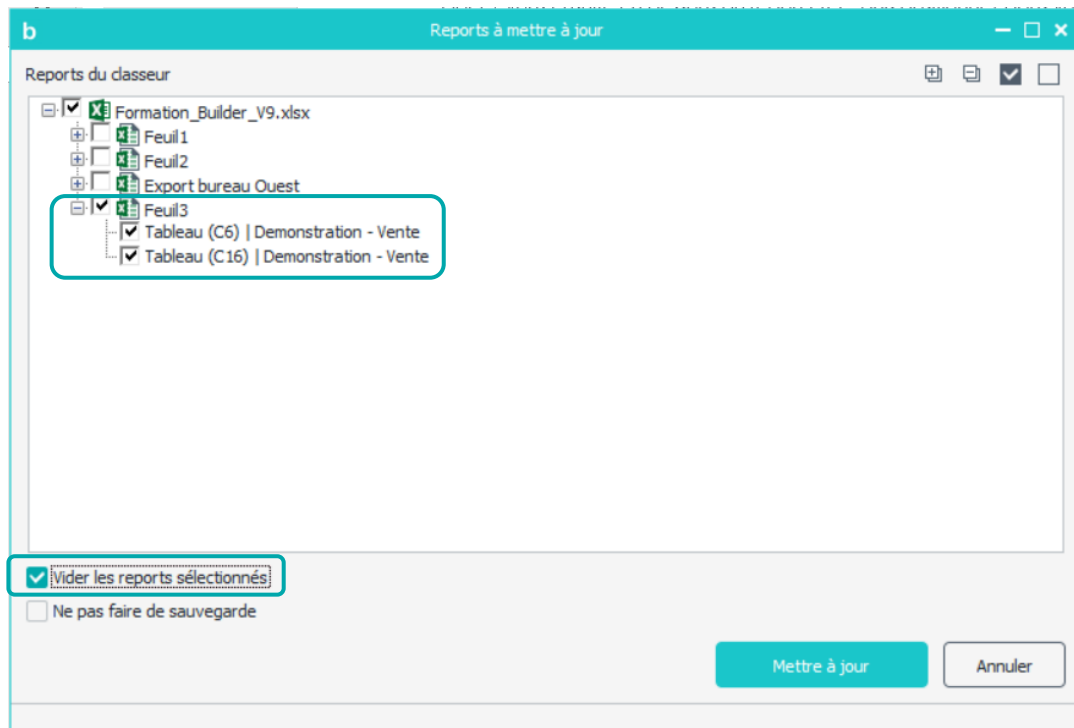 b
Reports à mettre à jour
Reports du classeur
Formation_Builder_V9.xlsx
Feuil1
Feuil2
Export bureau Ouest
Feuil3
Tableau (C6) | Demonstration - Vente
Tableau (C16) | Demonstration - Vente
Vider les reports sélectionnés
Ne pas faire de sauvegarde
Mettre à jour
Annuler